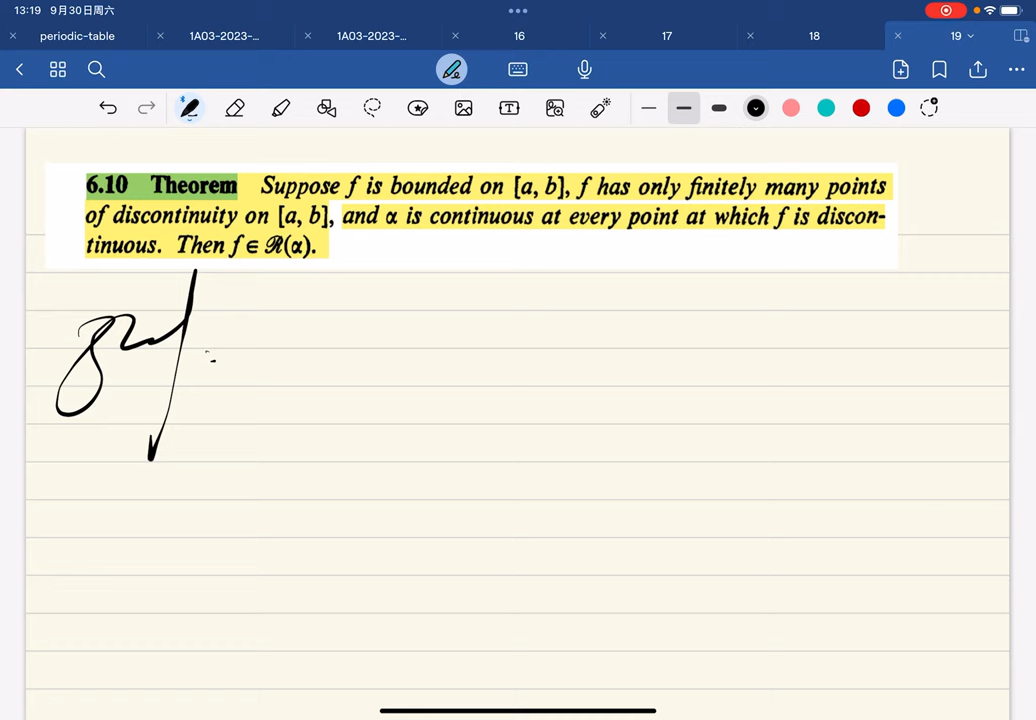 13:19 9月30日周六
periodic-table
1A03-2023-...
1A03-2023-...
16
17
18
19
6.10 Theorem Suppose f is bounded on [a, b], f has only finitely many points
of discontinuity on [a, b], and α is continuous at every point at which f is discon-
tinuous. Then f ∈ ℛ(α).